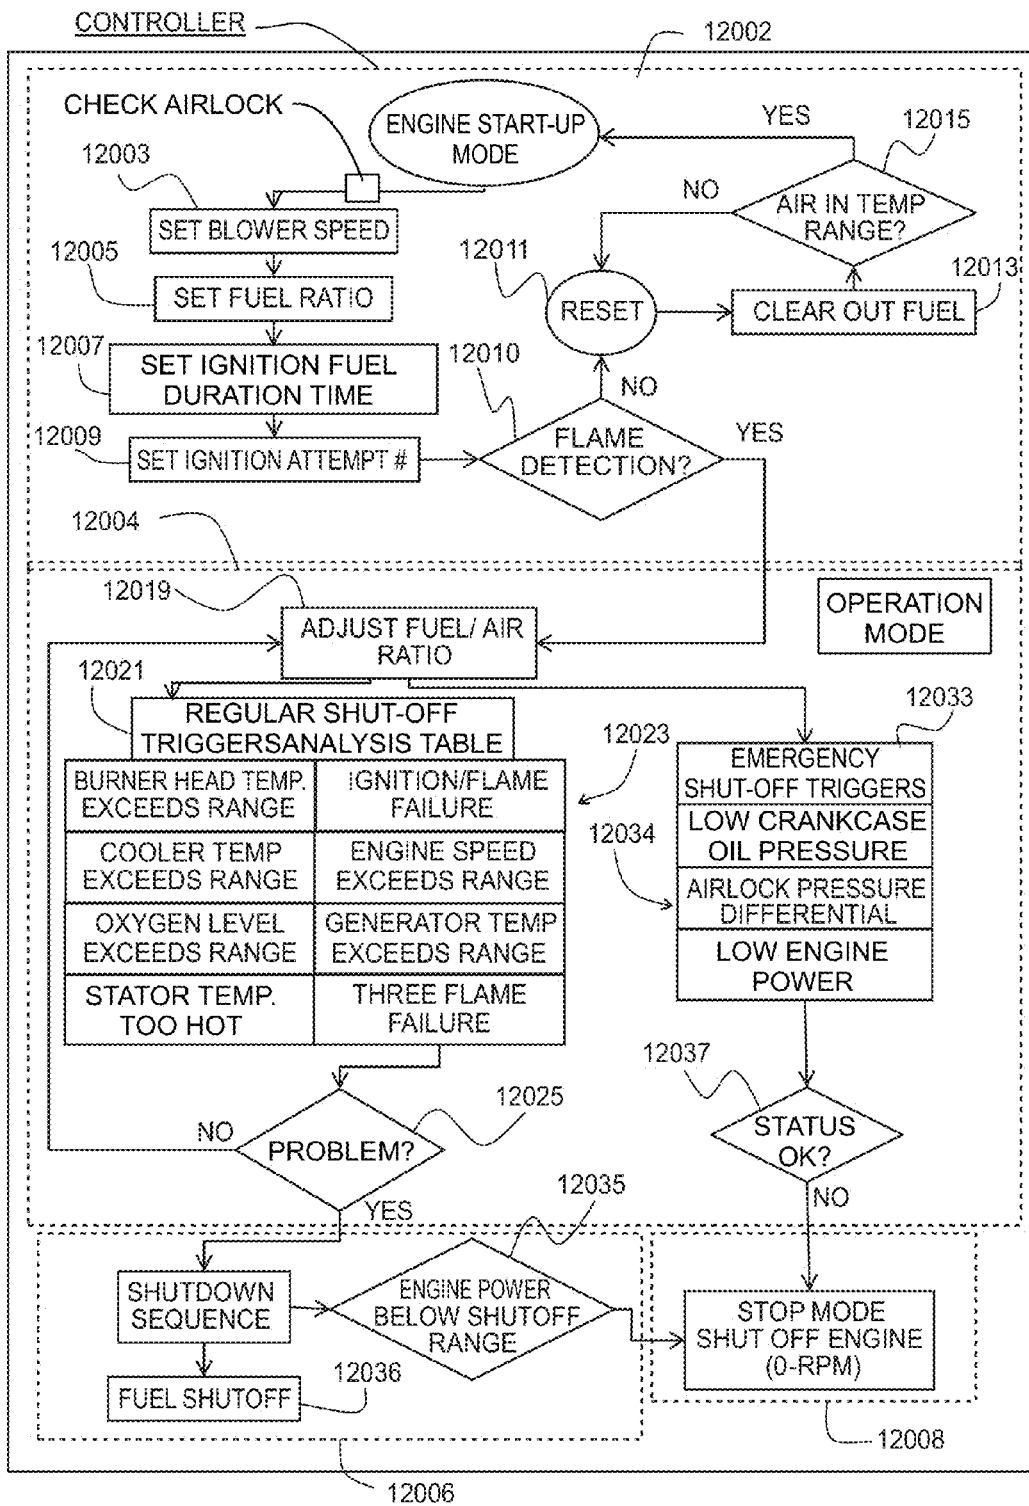 CONTROLLER
12002
CHECK AIRLOCK
ENGINE START-UP
MODE
YES
12015
12003
NO
AIR IN TEMP
RANGE?
SET BLOWER SPEED
12005
12011
12013
SET FUEL RATIO
RESET
CLEAR OUT FUEL
12007
12010
SET IGNITION FUEL
DURATION TIME
NO
YES
12009
FLAME
DETECTION?
SET IGNITION ATTEMPT #
12004
12019
OPERATION
MODE
ADJUST FUEL/ AIR
RATIO
12021
12033
REGULAR SHUT-OFF
TRIGGERSANALYSIS TABLE
12023
EMERGENCY
SHUT-OFF TRIGGERS
BURNER HEAD TEMP.
EXCEEDS RANGE
IGNITION/FLAME
FAILURE
12034
LOW CRANKCASE
OIL PRESSURE
COOLER TEMP
EXCEEDS RANGE
ENGINE SPEED
EXCEEDS RANGE
AIRLOCK PRESSURE
DIFFERENTIAL
OXYGEN LEVEL
EXCEEDS RANGE
GENERATOR TEMP
EXCEEDS RANGE
LOW ENGINE
POWER
STATOR TEMP.
TOO HOT
THREE FLAME
FAILURE
12037
12025
NO
PROBLEM?
STATUS
OK?
YES
12035
NO
SHUTDOWN
SEQUENCE
ENGINE POWER
BELOW SHUTOFF
RANGE
STOP MODE
SHUT OFF ENGINE
(0-RPM)
12036
FUEL SHUTOFF
12008
12006